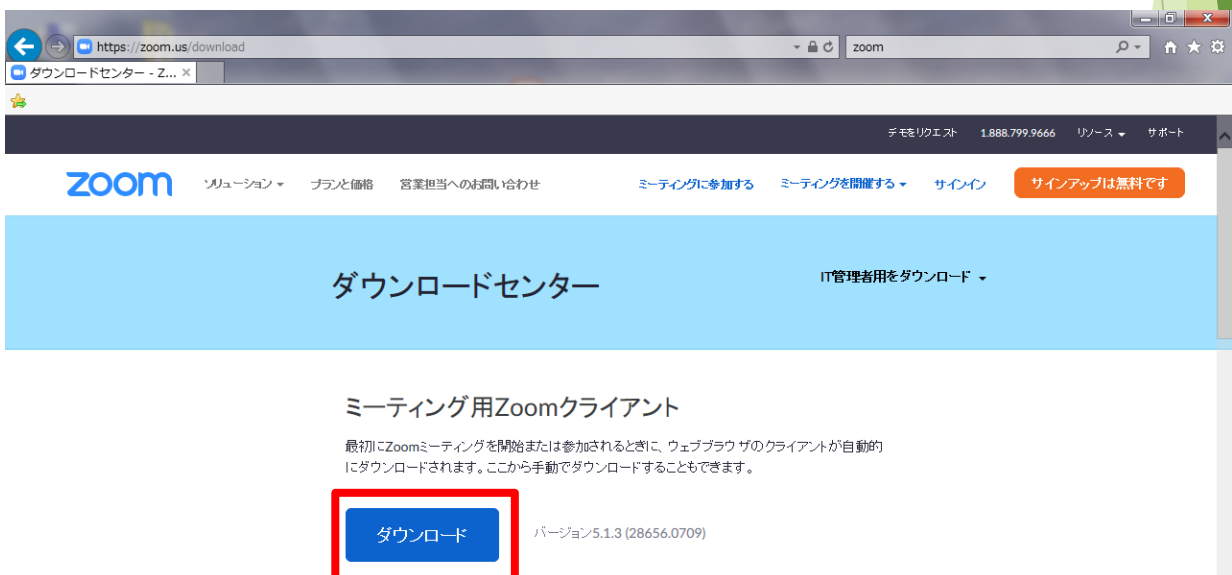 https://zoom.us/download
zoom
ダウンロードセンター - Z...
デモをリクエスト 1.888.799.9666 リソース サポート
zoom ソリューション プランと価格 営業担当へのお問い合わせ ミーティングに参加する ミーティングを開催する サインイン サインアップは無料です
ダウンロードセンター
IT管理者用をダウンロード
ミーティング用Zoomクライアント
最初にZoomミーティングを開始または参加されるときに、ウェブブラウザのクライアントが自動的
にダウンロードされます。ここから手動でダウンロードすることもできます。
ダウンロード バージョン5.1.3 (28656.0709)